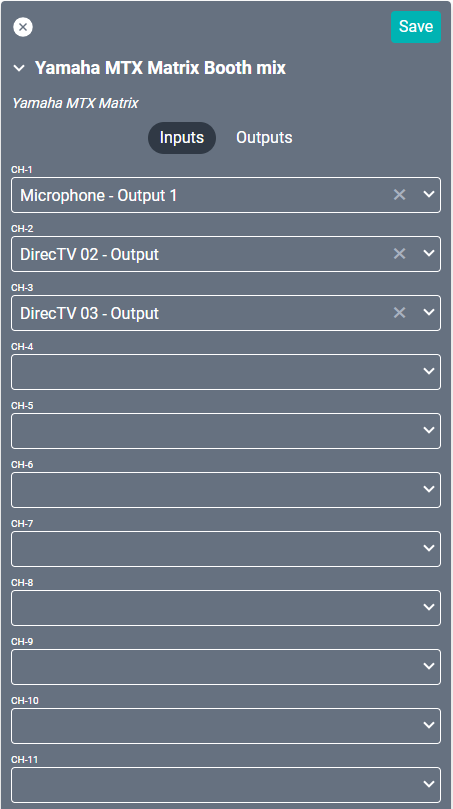 Save
Yamaha MTX Matrix Booth mix
Yamaha MTX Matrix
Inputs Outputs
CH-1
Microphone - Output 1
CH-2
DirecTV 02 - Output
CH-3
DirecTV 03 - Output
CH-4
CH-5
CH-6
CH-7
CH-8
CH-9
CH-10
CH-11